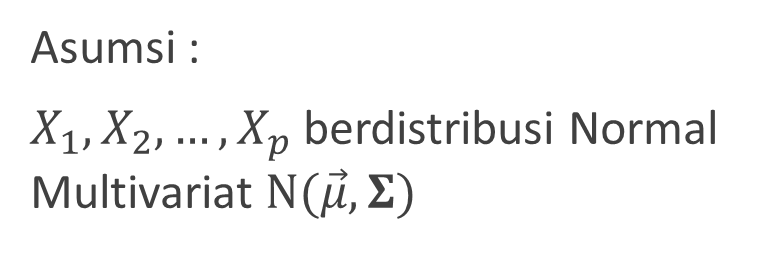 Asumsi :
X₁, X₂, … , Xₚ berdistribusi Normal
Multivariat N(μ⃗, Σ)